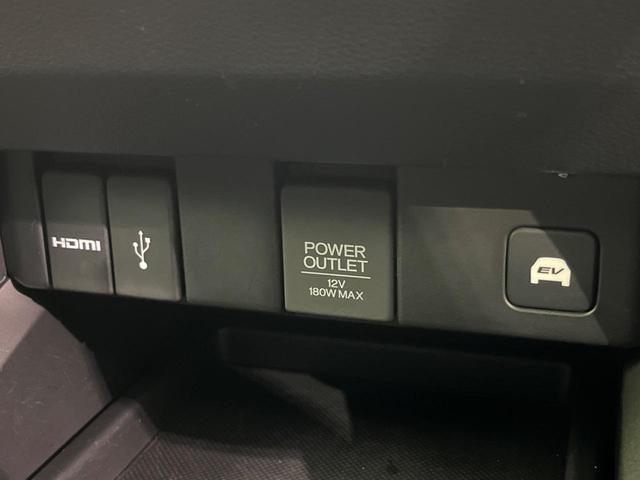 HDMI
POWER
OUTLET
12V
180W MAX
EV